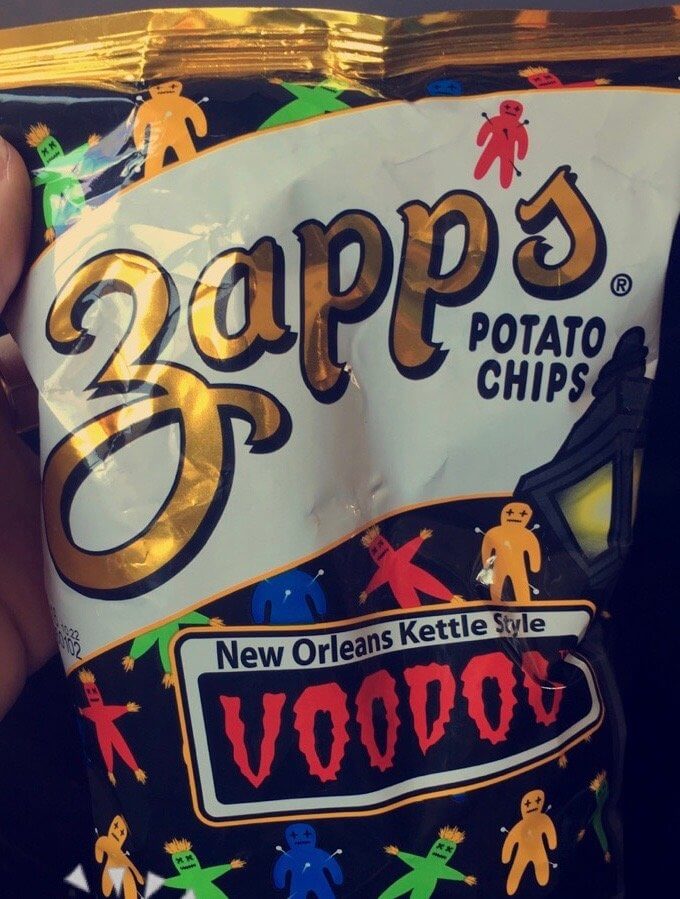 Zapp's®
POTATO
CHIPS
New Orleans Kettle Style
VOODOO